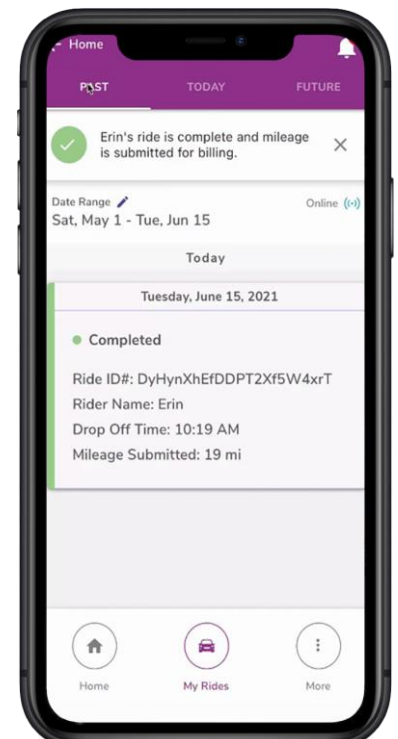 Home
PAST TODAY FUTURE
Erin's ride is complete and mileage
is submitted for billing.
Date Range Online
Sat, May 1 - Tue, Jun 15
Today
Tuesday, June 15, 2021
Completed
Ride ID#: DyHynXhEfDDPT2Xf5W4xrT
Rider Name: Erin
Drop Off Time: 10:19 AM
Mileage Submitted: 19 mi
Home My Rides More